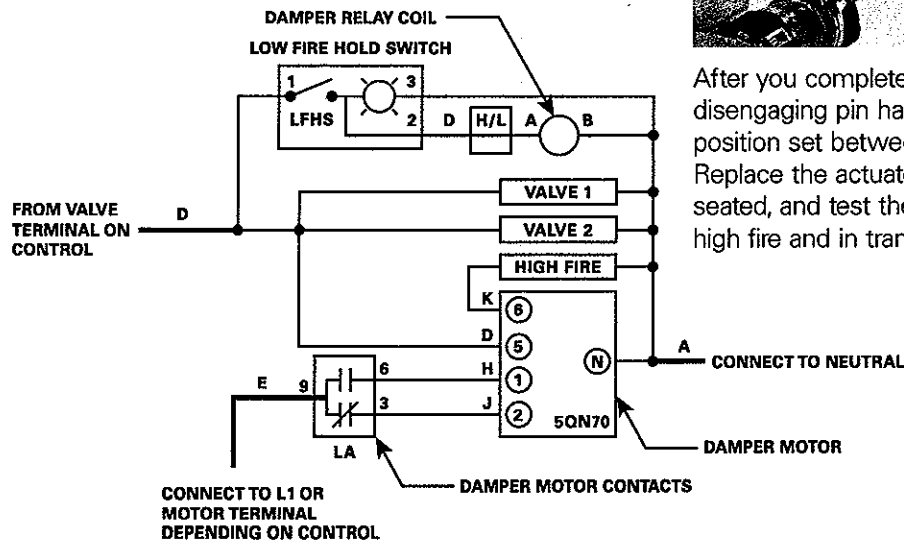 DAMPER RELAY COIL
LOW FIRE HOLD SWITCH
1
3
LFHS
2
D
H/L
A
B
FROM VALVE
TERMINAL ON
CONTROL
D
VALVE 1
VALVE 2
HIGH FIRE
K
6
D
5
N
A
CONNECT TO NEUTRAL
E
9
6
H
1
3
J
2
5QN70
LA
DAMPER MOTOR
DAMPER MOTOR CONTACTS
CONNECT TO L1 OR
MOTOR TERMINAL
DEPENDING ON CONTROL
After you complete
disengaging pin ha
position set betwee
Replace the actuat
seated, and test the
high fire and in tran